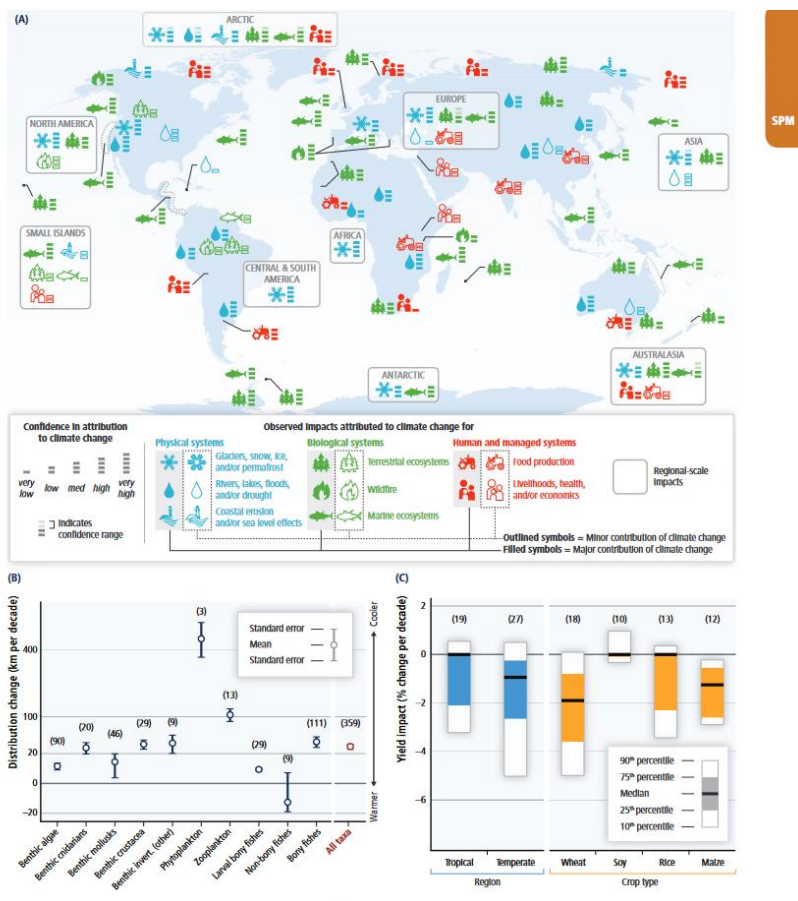 (A)
ARCTIC
SPM
NORTH AMERICA
EUROPE
ASIA
SMALL ISLANDS
AFRICA
CENTRAL & SOUTH
AMERICA
ANTARCTIC
AUSTRALASIA
Confidence in attribution
to climate change
very
low
low
med
high
very
high
Indicates
confidence range
Observed impacts attributed to climate change for
Physical systems
Glaciers, snow, ice,
and/or permafrost
Rivers, lakes, floods,
and/or drought
Coastal erosion
and/or sea level effects
Biological systems
Terrestrial ecosystems
Wildfire
Marine ecosystems
Human and managed systems
Food production
Livelihoods, health,
and/or economics
Regional-scale
impacts
Outlined symbols = Minor contribution of climate change
Filled symbols = Major contribution of climate change
(B)
Distribution change (km per decade)
400
100
20
0
–20
(90)
(20)
(46)
(29)
(9)
(3)
(13)
(29)
(9)
(111)
(359)
Standard error
Mean
Standard error
Cooler
Warmer
Benthic algae
Benthic cnidarians
Benthic mollusks
Benthic crustacea
Benthic invert. (other)
Phytoplankton
Zooplankton
Larval bony fishes
Non-bony fishes
Bony fishes
All taxa
(C)
Yield impact (% change per decade)
2
0
–2
–4
–6
(19)
(27)
(18)
(10)
(13)
(12)
90th percentile
75th percentile
Median
25th percentile
10th percentile
Tropical
Temperate
Wheat
Soy
Rice
Maize
Region
Crop type